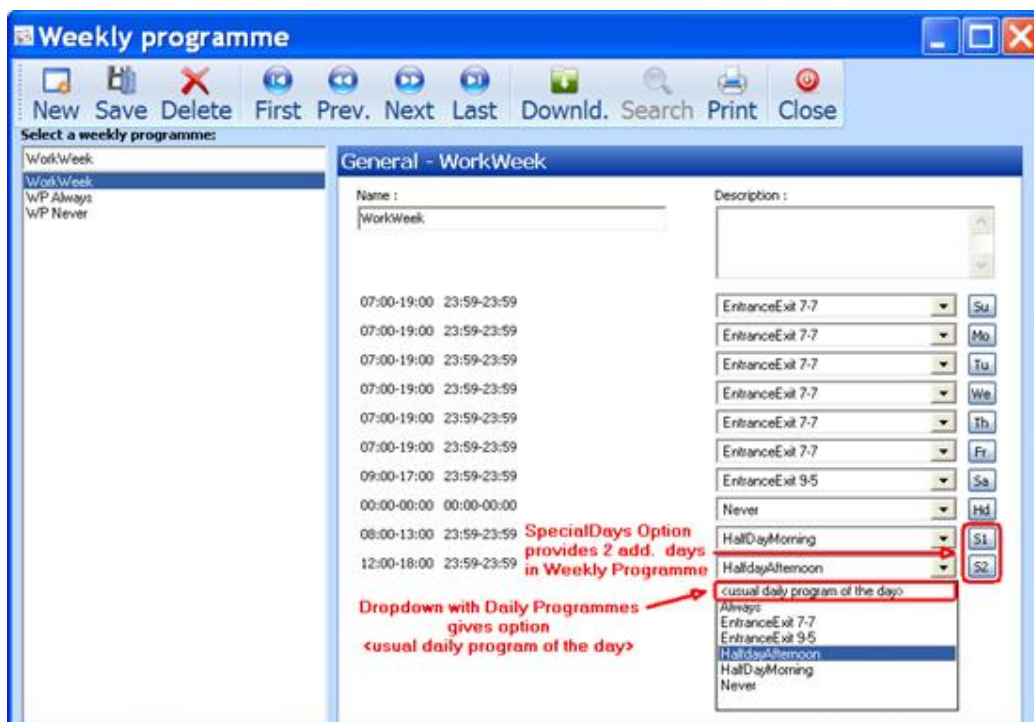 Weekly programme
New Save Delete First Prev. Next Last Downld. Search Print Close
Select a weekly programme:
WorkWeek
WorkWeek
WP Always
WP Never
General - WorkWeek
Name :
WorkWeek
Description :
07:00-19:00 23:59-23:59 EntranceExit 7-7 Su
07:00-19:00 23:59-23:59 EntranceExit 7-7 Mo
07:00-19:00 23:59-23:59 EntranceExit 7-7 Tu
07:00-19:00 23:59-23:59 EntranceExit 7-7 We
07:00-19:00 23:59-23:59 EntranceExit 7-7 Th
07:00-19:00 23:59-23:59 EntranceExit 7-7 Fr
09:00-17:00 23:59-23:59 EntranceExit 9-5 Sa
00:00-00:00 00:00-00:00 Never Hd
08:00-13:00 23:59-23:59 HalfDayMorning S1
12:00-18:00 23:59-23:59 HalfdayAfternoon S2
SpecialDays Option
provides 2 add. days
in Weekly Programme
Dropdown with Daily Programmes
gives option
<usual daily program of the day>
<usual daily program of the day>
Always
EntranceExit 7-7
EntranceExit 9-5
HalfdayAfternoon
HalfDayMorning
Never